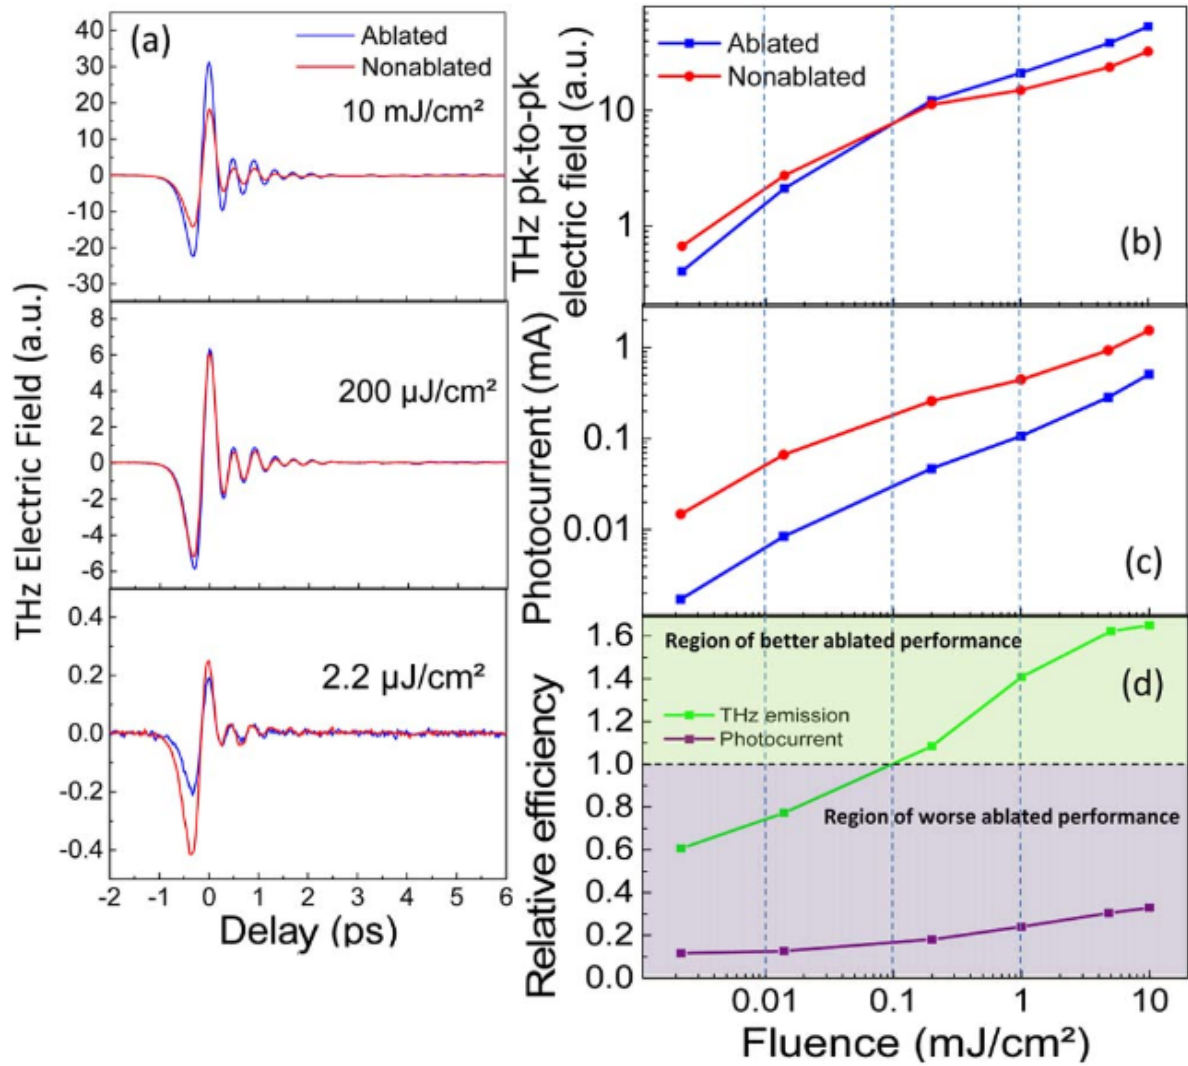 (a)
Ablated
Nonablated
10 mJ/cm²
40
30
20
10
0
-10
-20
-30
200 µJ/cm²
8
6
4
2
0
-2
-4
-6
2.2 µJ/cm²
0.4
0.2
0.0
-0.2
-0.4
-2 -1 0 1 2 3 4 5 6
Delay (ps)
THz Electric Field (a.u.)
THz pk-to-pk
electric field (a.u.)
Ablated
Nonablated
10
1
(b)
Photocurrent (mA)
1
0.1
0.01
(c)
Relative efficiency
1.6
1.4
1.2
1.0
0.8
0.6
0.4
0.2
0.0
Region of better ablated performance
(d)
THz emission
Photocurrent
Region of worse ablated performance
0.01 0.1 1 10
Fluence (mJ/cm²)